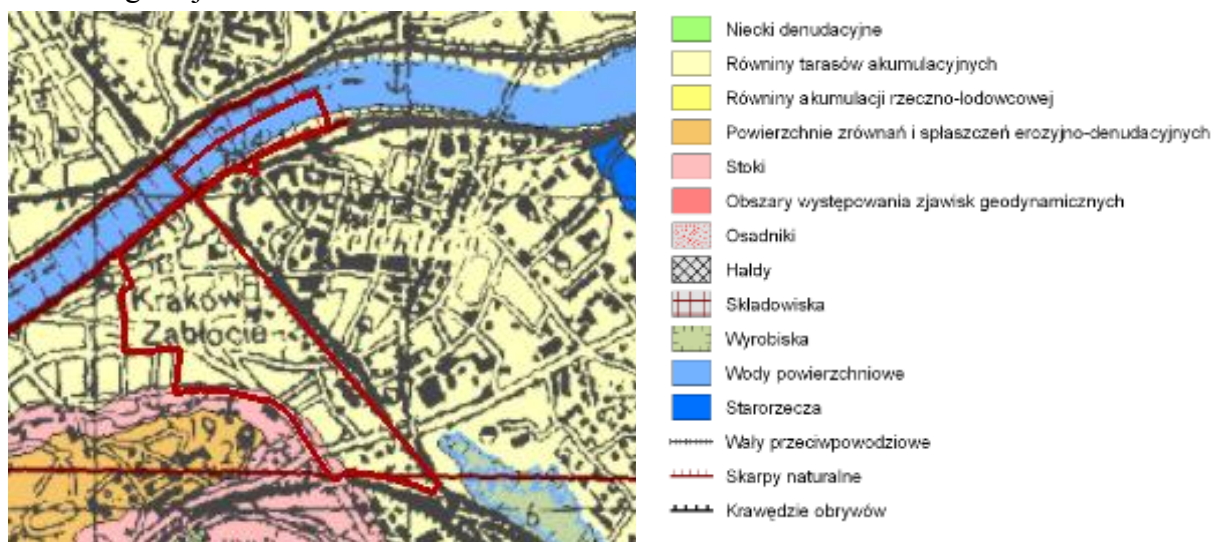 Kraków
Zabłocie
Niecki denudacyjne
Równiny tarasów akumulacyjnych
Równiny akumulacji rzeczno-lodowcowej
Powierzchnie zrównań i spłaszczeń erozyjno-denudacyjnych
Stoki
Obszary występowania zjawisk geodynamicznych
Osadniki
Hałdy
Składowiska
Wyrobiska
Wody powierzchniowe
Starorzecza
Wały przeciwpowodziowe
Skarpy naturalne
Krawędzie obrywów